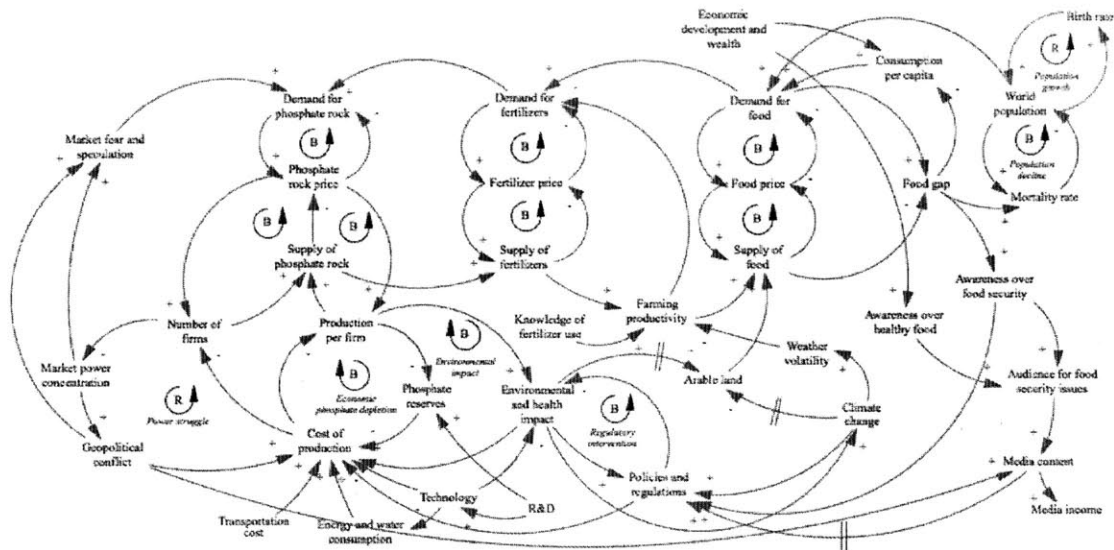 Economic
development and
wealth
Birth rate
R
Population
growth
Consumption
per capita
World
population
B
Population
decline
Mortality rate
Demand for
phosphate rock
Demand for
fertilizers
Demand for
food
Market fear and
speculation
B
B
B
Phosphate
rock price
Fertilizer price
Food price
Food gap
B
B
B
B
Supply of
phosphate rock
Supply of
fertilizers
Supply of
food
Awareness over
food security
Number of
firms
Production
per firm
Knowledge of
fertilizer use
Farming
productivity
Awareness over
healthy food
B
Environmental
impact
Weather
volatility
Market power
concentration
R
Power struggle
B
Economic
phosphate depletion
Phosphate
reserves
Environmental
and health
impact
Arable land
Audience for food
security issues
B
Regulatory
intervention
Climate
change
Geopolitical
conflict
Cost of
production
Policies and
regulations
Media content
Technology
R&D
Media income
Transportation
cost
Energy and water
consumption